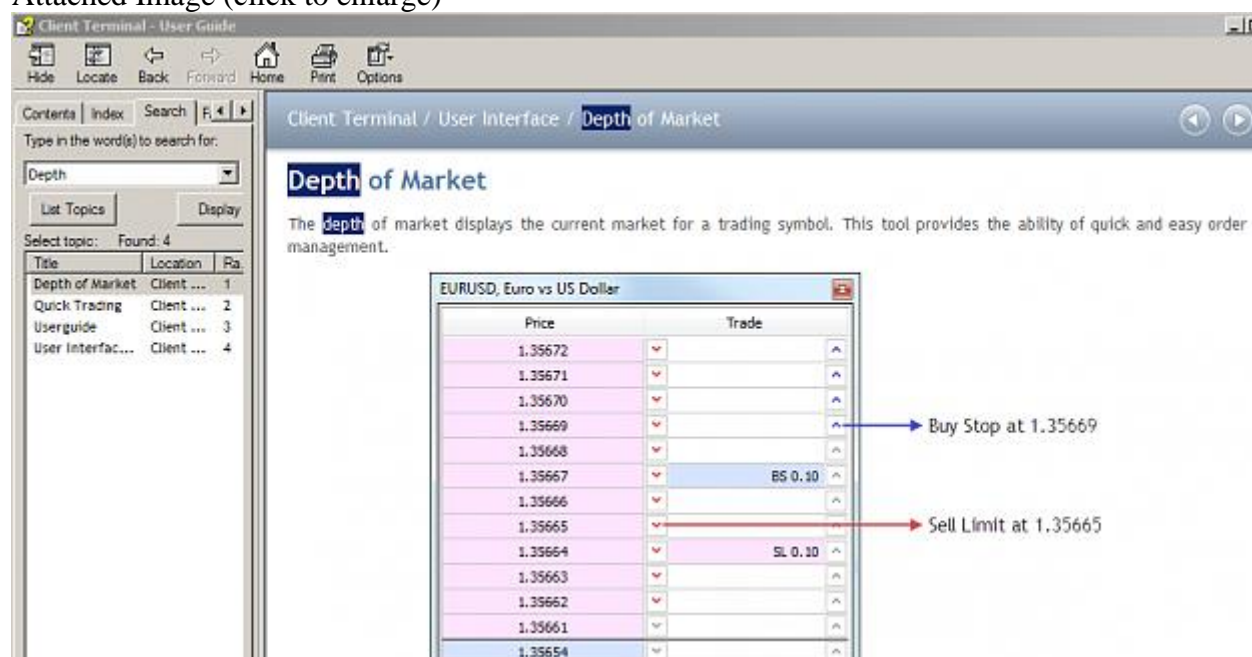 Attached Image (click to enlarge)
Client Terminal - User Guide
Hide Locate Back Forward Home Print Options
Contents Index Search F
Type in the word(s) to search for:
Depth
List Topics Display
Select topic: Found: 4
Title Location Ra
Depth of Market Client ... 1
Quick Trading Client ... 2
Userguide Client ... 3
User Interfac... Client ... 4
Client Terminal / User Interface / Depth of Market
Depth of Market
The depth of market displays the current market for a trading symbol. This tool provides the ability of quick and easy order
management.
EURUSD, Euro vs US Dollar
Price Trade
1.35672
1.35671
1.35670
1.35669 Buy Stop at 1.35669
1.35668
1.35667 BS 0.10
1.35666
1.35665 Sell Limit at 1.35665
1.35664 SL 0.10
1.35663
1.35662
1.35661
1.35654